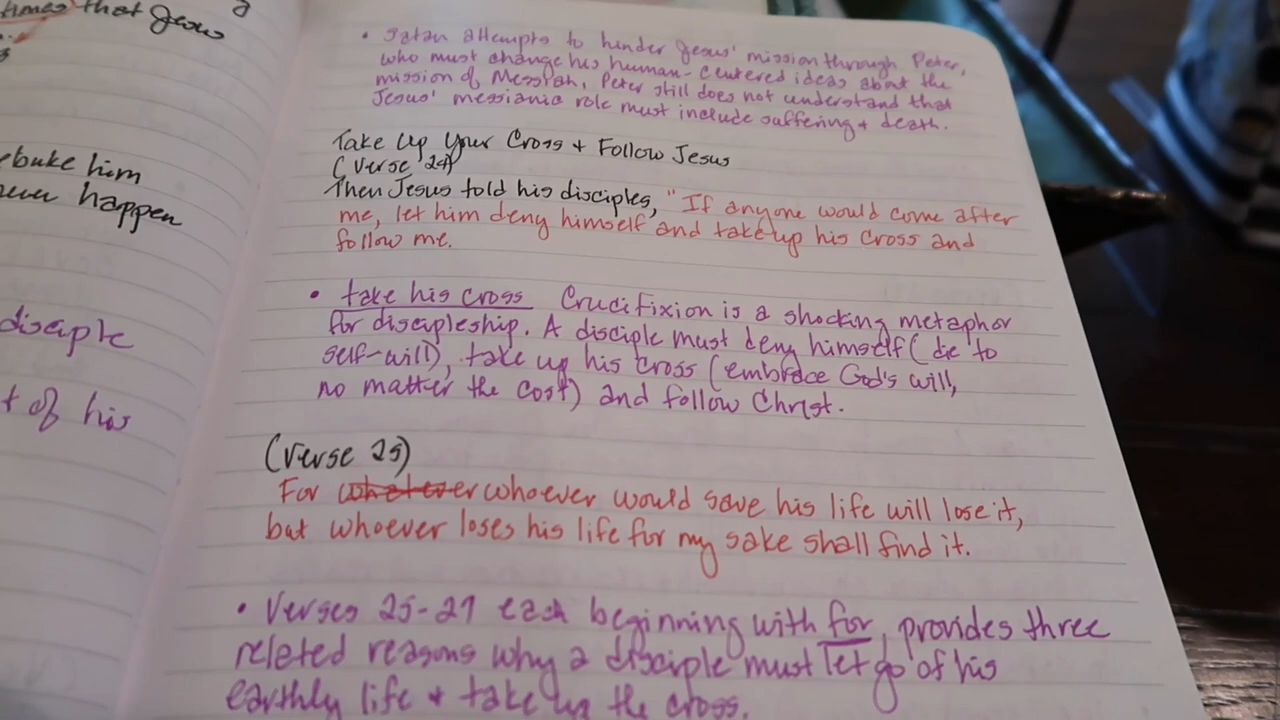 times that Jesus
ebuke him
never happen
disciple
t of his
• Satan attempts to hinder Jesus' mission through Peter,
who must change his human-centered ideas about the
mission of Messiah, Peter still does not understand that
Jesus' messianic role must include suffering + death.
Take Up Your Cross + Follow Jesus
(Verse 24)
Then Jesus told his disciples, "If anyone would come after
me, let him deny himself and take up his cross and
follow me.
• take his cross Crucifixion is a shocking metaphor
for discipleship. A disciple must deny himself (die to
self-will), take up his cross (embrace God's will,
no matter the cost) and follow Christ.
(Verse 25)
For whatever whoever would save his life will lose it,
but whoever loses his life for my sake shall find it.
• Verses 25-27 each beginning with for, provides three
releted reasons why a disciple must let go of his
earthly life + take up the cross.